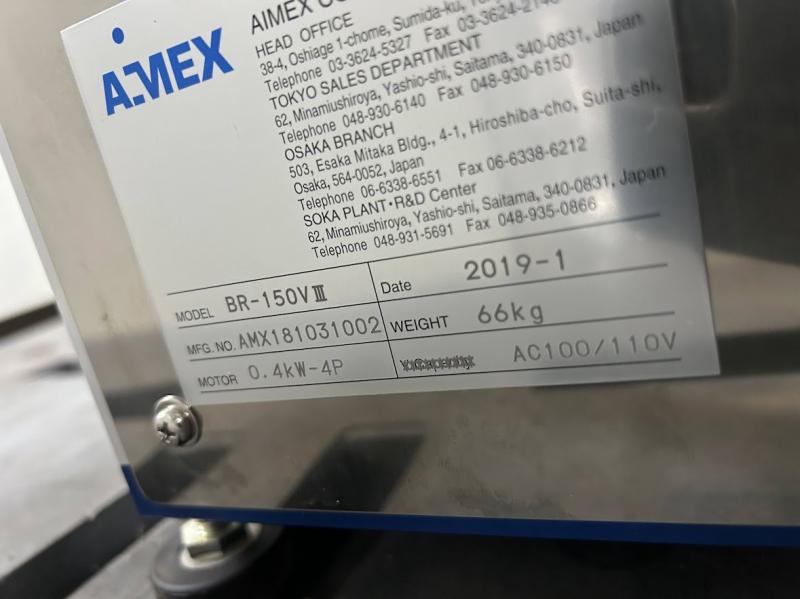 AIMEX
AIMEX
HEAD OFFICE
38-4, Oshiage 1-chome, Sumida-ku,
Telephone 03-3624-5327 Fax
TOKYO SALES DEPARTMENT
62, Minamiushiroya, Yashio-shi, Saitama, 340-0831, Japan
Telephone 048-930-6140 Fax 048-930-6150
OSAKA BRANCH
503, Esaka Mitaka Bldg., 4-1, Hiroshiba-cho, Suita-shi,
Osaka, 564-0052, Japan
Telephone 06-6338-6551 Fax 06-6338-6212
SOKA PLANT・R&D Center
62, Minamiushiroya, Yashio-shi, Saitama, 340-0831, Japan
Telephone 048-931-5691 Fax 048-935-0866
MODEL BR-150VⅢ Date 2019-1
MFG. NO. AMX181031002 WEIGHT 66kg
MOTOR 0.4kW-4P AC100/110V